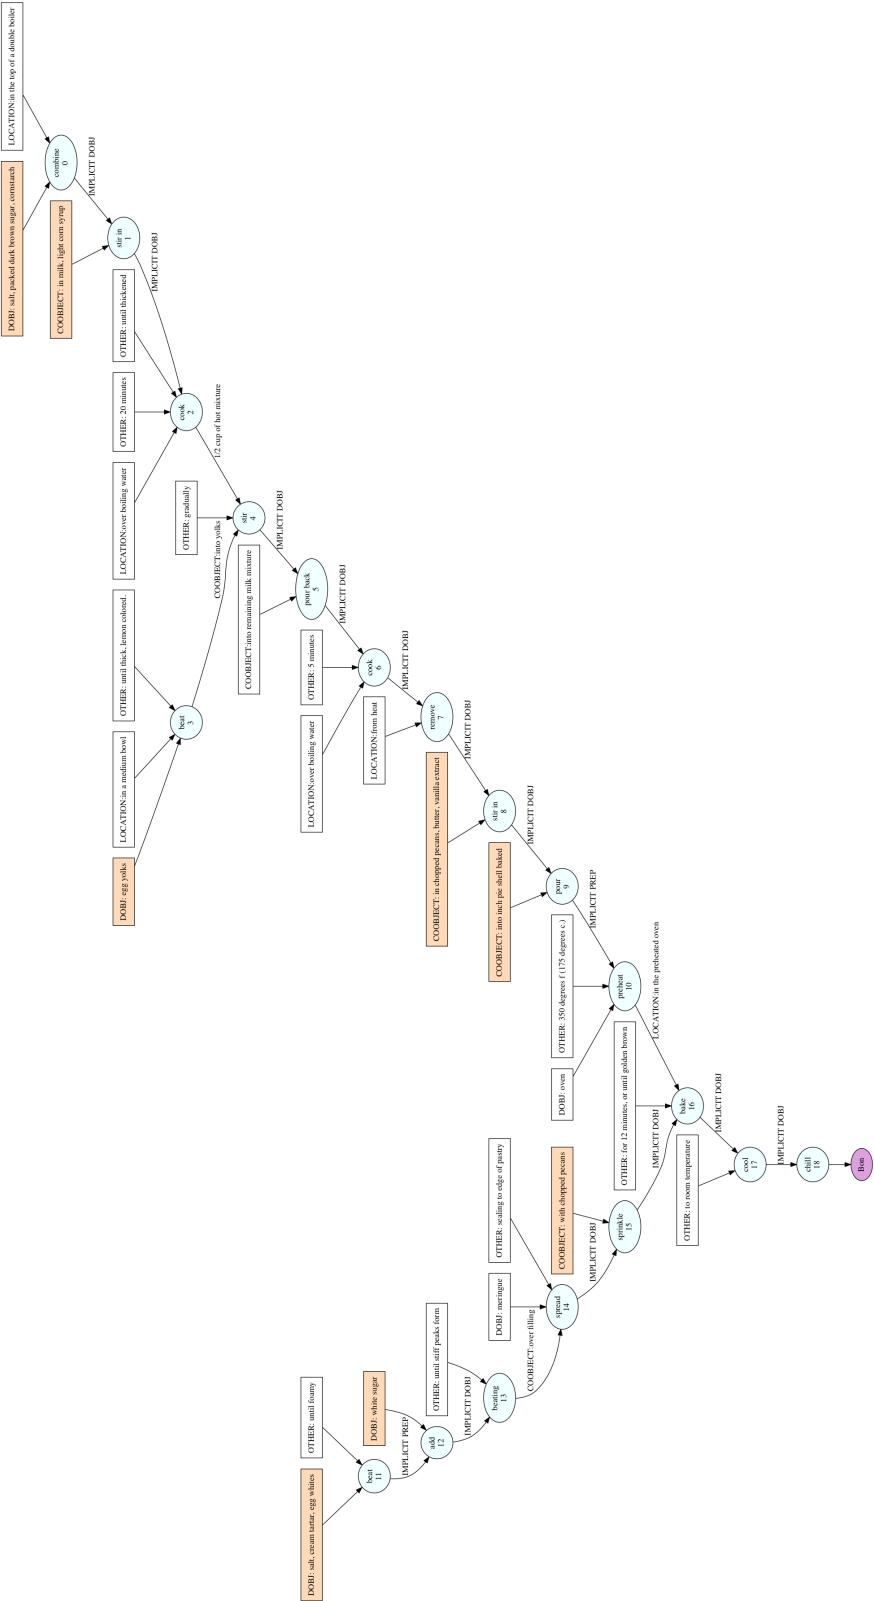 LOCATION:in the top of a double boiler
DOBJ: salt, packed dark brown sugar, cornstarch
combine
0
IMPLICIT DOBJ
COOBJECT: in milk, light corn syrup
stir in
1
IMPLICIT DOBJ
OTHER: until thickened
OTHER: 20 minutes
LOCATION:over boiling water
cook
2
1/2 cup of hot mixture
OTHER: until thick, lemon colored.
LOCATION:in a medium bowl
DOBJ: egg yolks
beat
3
COOBJECT:into yolks
OTHER: gradually
stir
4
IMPLICIT DOBJ
COOBJECT:into remaining milk mixture
pour back
5
IMPLICIT DOBJ
OTHER: 5 minutes
LOCATION:over boiling water
cook
6
IMPLICIT DOBJ
LOCATION:from heat
remove
7
IMPLICIT DOBJ
COOBJECT: in chopped pecans, butter, vanilla extract
stir in
8
IMPLICIT DOBJ
COOBJECT: into inch pie shell baked
pour
9
IMPLICIT PREP
OTHER: 350 degrees f (175 degrees c.)
DOBJ: oven
preheat
10
LOCATION:in the preheated oven
OTHER: until foamy
DOBJ: salt, cream tartar, egg whites
beat
11
IMPLICIT PREP
DOBJ: white sugar
add
12
IMPLICIT DOBJ
OTHER: until stiff peaks form
beating
13
COOBJECT:over filling
OTHER: sealing to edge of pastry
DOBJ: meringue
spread
14
IMPLICIT DOBJ
COOBJECT: with chopped pecans
sprinkle
15
IMPLICIT DOBJ
OTHER: for 12 minutes, or until golden brown
bake
16
IMPLICIT DOBJ
OTHER: to room temperature
cool
17
IMPLICIT DOBJ
chill
18
Bon